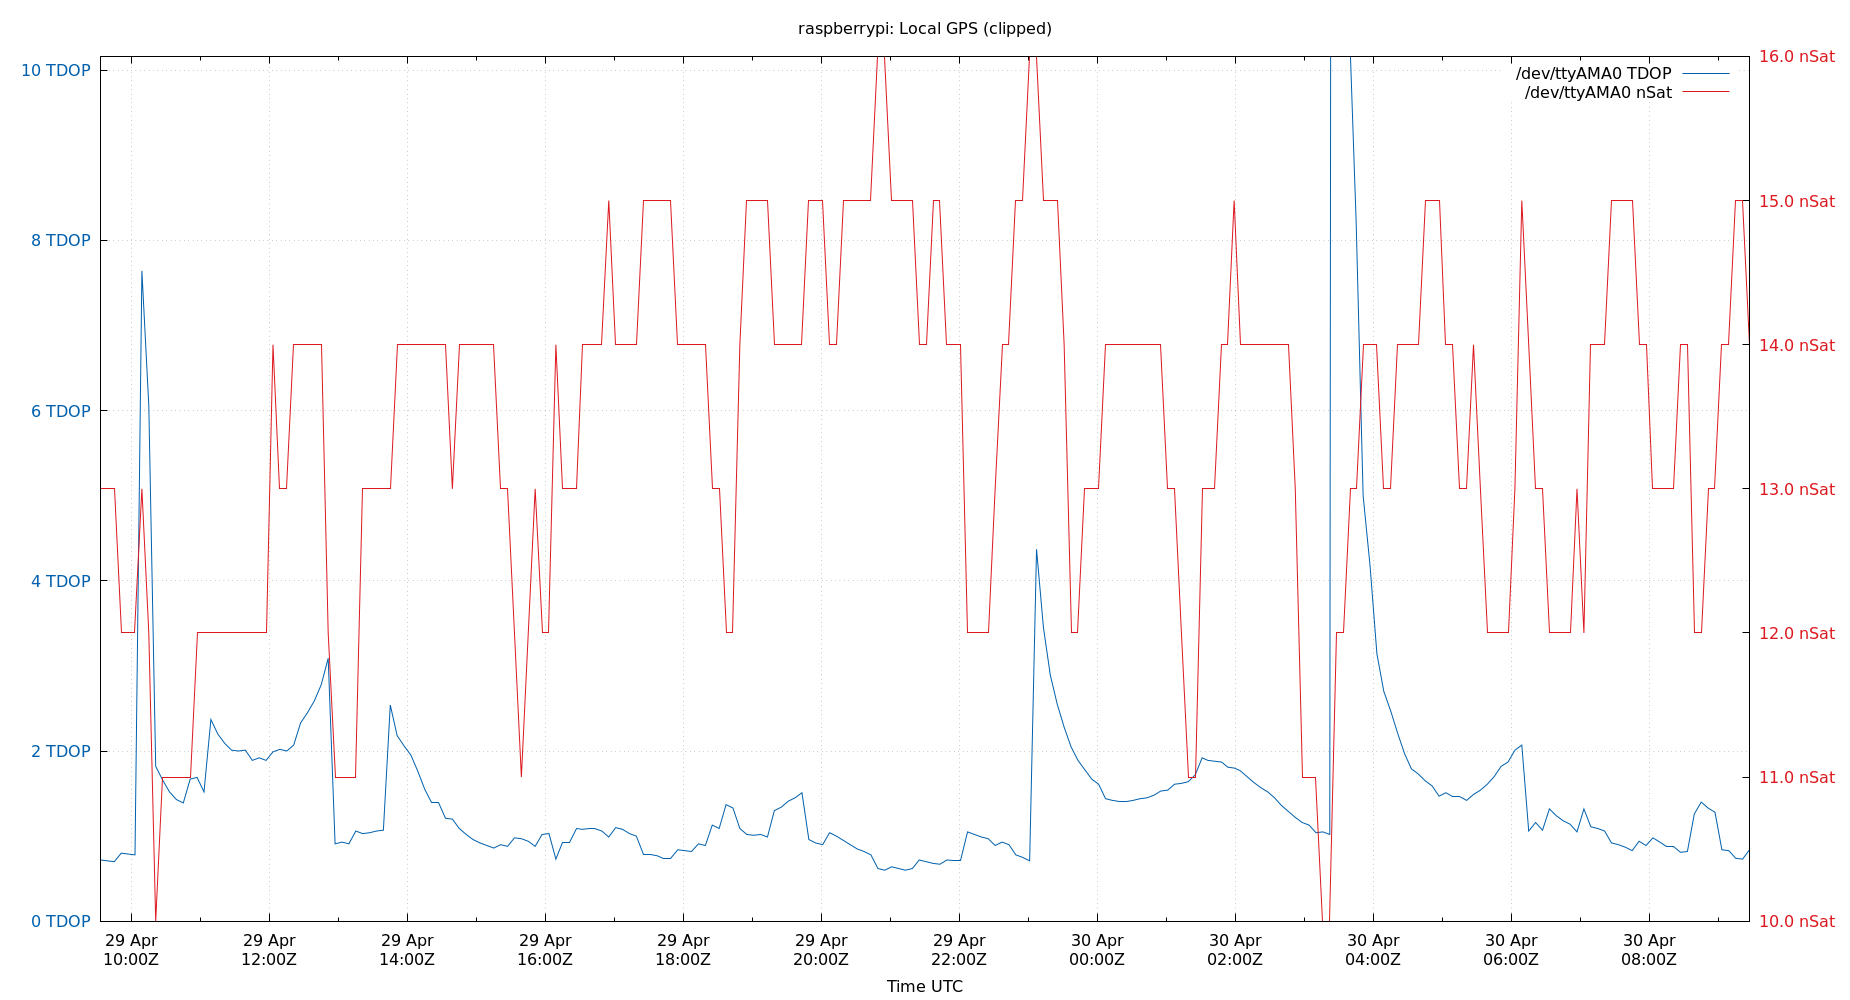 raspberrypi: Local GPS (clipped)
10 TDOP
8 TDOP
6 TDOP
4 TDOP
2 TDOP
0 TDOP
16.0 nSat
15.0 nSat
14.0 nSat
13.0 nSat
12.0 nSat
11.0 nSat
10.0 nSat
/dev/ttyAMA0 TDOP
/dev/ttyAMA0 nSat
29 Apr
10:00Z
29 Apr
12:00Z
29 Apr
14:00Z
29 Apr
16:00Z
29 Apr
18:00Z
29 Apr
20:00Z
29 Apr
22:00Z
30 Apr
00:00Z
30 Apr
02:00Z
30 Apr
04:00Z
30 Apr
06:00Z
30 Apr
08:00Z
Time UTC